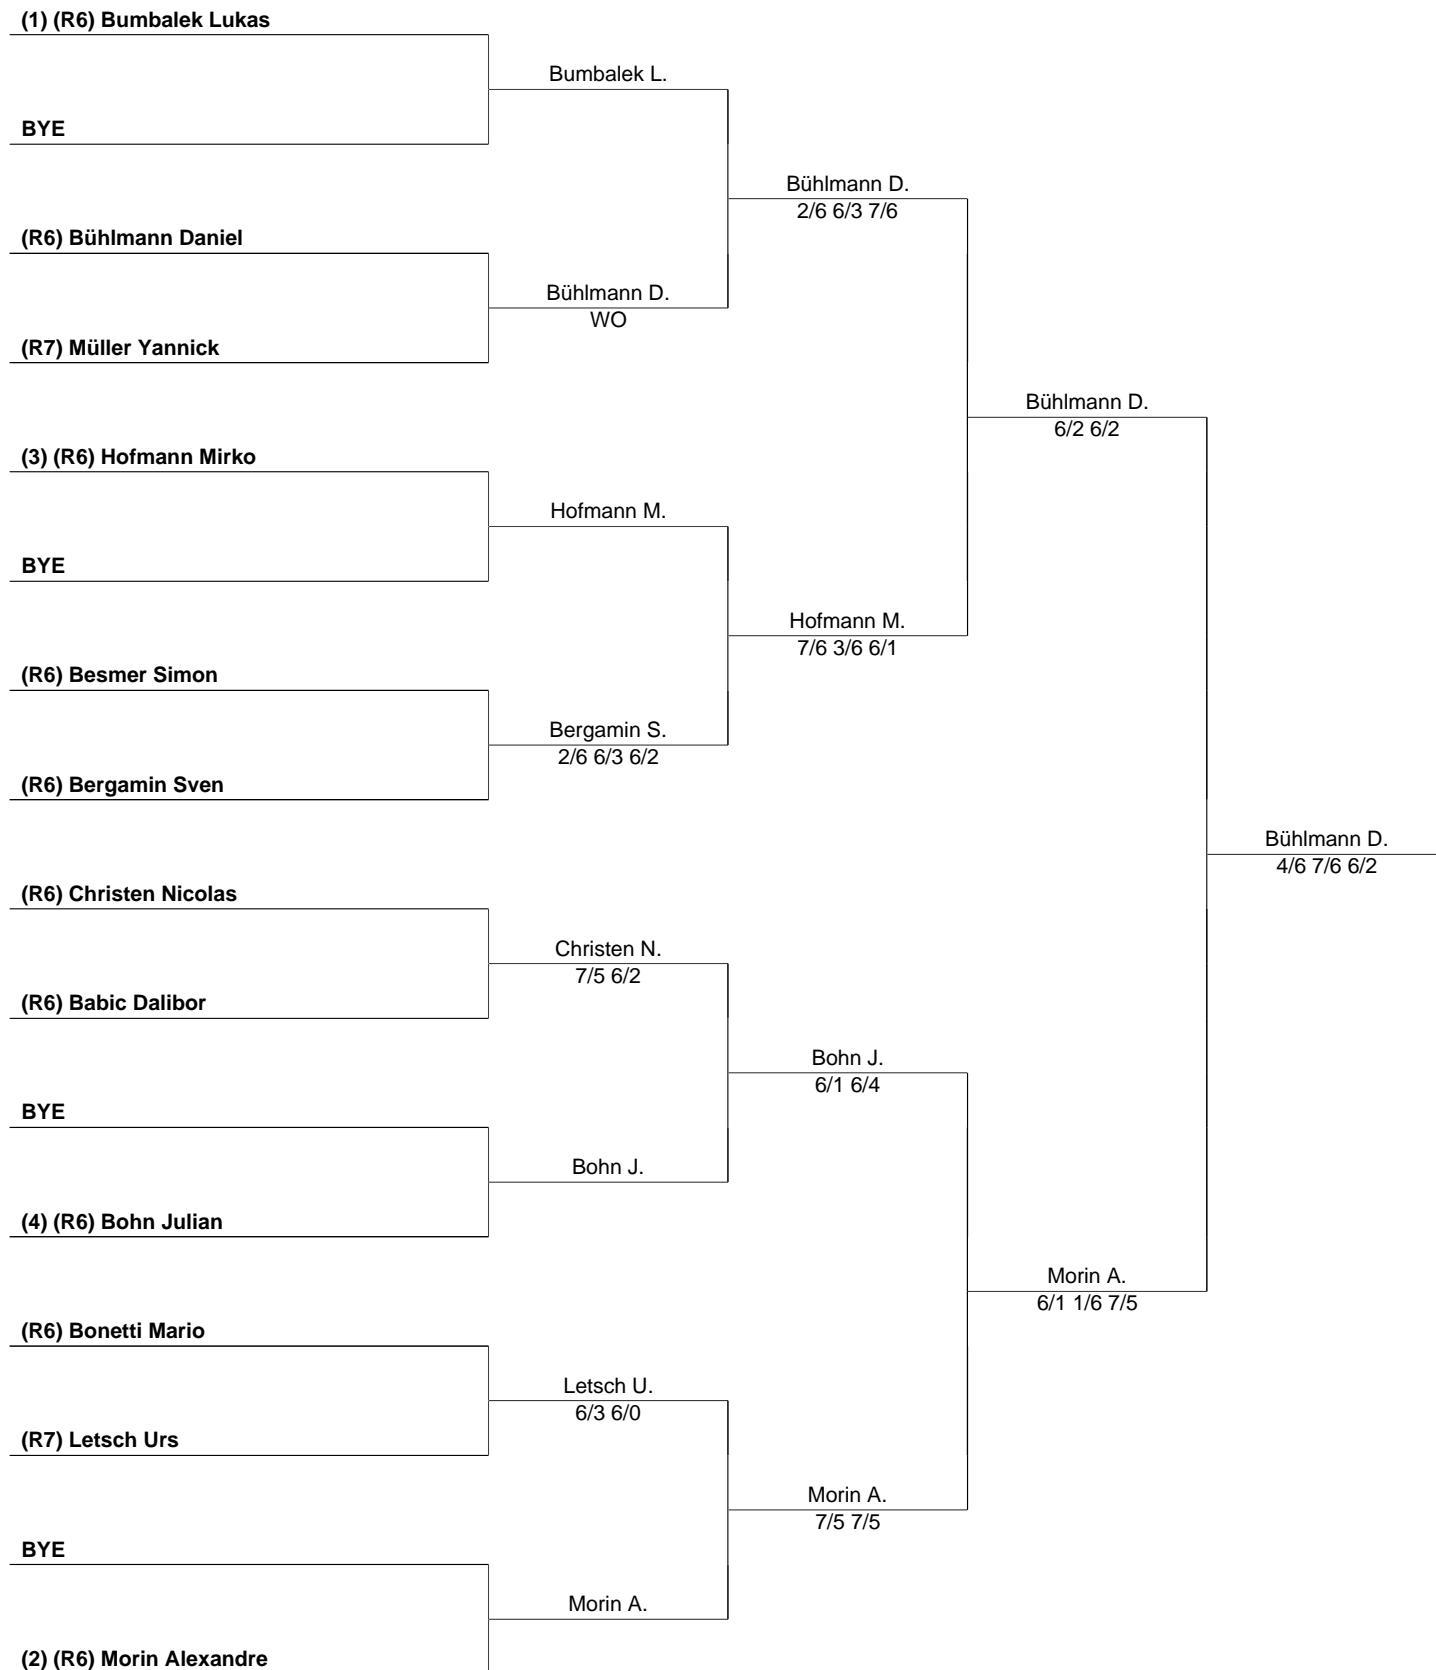 (1) (R6) Bumbalek Lukas
Bumbalek L.
BYE
Bühlmann D.
2/6 6/3 7/6
(R6) Bühlmann Daniel
Bühlmann D.
WO
(R7) Müller Yannick
Bühlmann D.
6/2 6/2
(3) (R6) Hofmann Mirko
Hofmann M.
BYE
Hofmann M.
7/6 3/6 6/1
(R6) Besmer Simon
Bergamin S.
2/6 6/3 6/2
(R6) Bergamin Sven
Bühlmann D.
4/6 7/6 6/2
(R6) Christen Nicolas
Christen N.
7/5 6/2
(R6) Babic Dalibor
Bohn J.
6/1 6/4
BYE
Bohn J.
(4) (R6) Bohn Julian
Morin A.
6/1 1/6 7/5
(R6) Bonetti Mario
Letsch U.
6/3 6/0
(R7) Letsch Urs
Morin A.
7/5 7/5
BYE
Morin A.
(2) (R6) Morin Alexandre